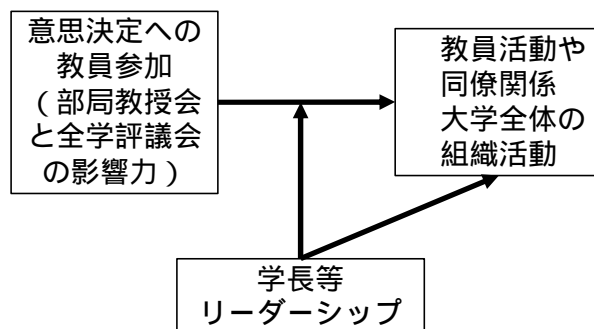 意思決定への
教員参加
（部局教授会
と全学評議会
の影響力）
教員活動や
同僚関係
大学全体の
組織活動
学長等
リーダーシップ